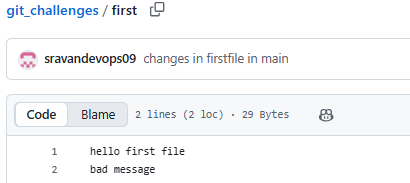 git_challenges / first
sravandevops09 changes in firstfile in main
Code Blame 2 lines (2 loc) · 29 Bytes
1 hello first file
2 bad message